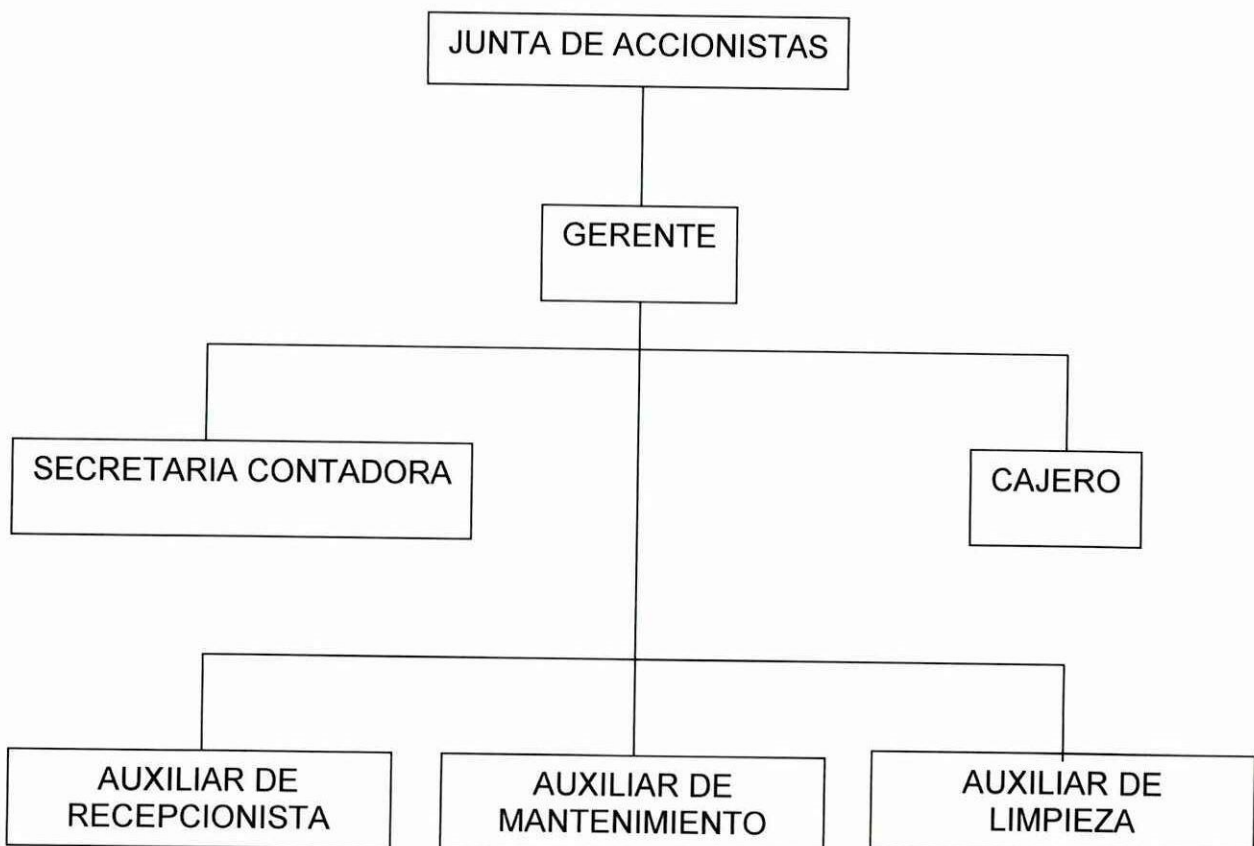 JUNTA DE ACCIONISTAS
GERENTE
SECRETARIA CONTADORA
CAJERO
AUXILIAR DE
RECEPCIONISTA
AUXILIAR DE
MANTENIMIENTO
AUXILIAR DE
LIMPIEZA